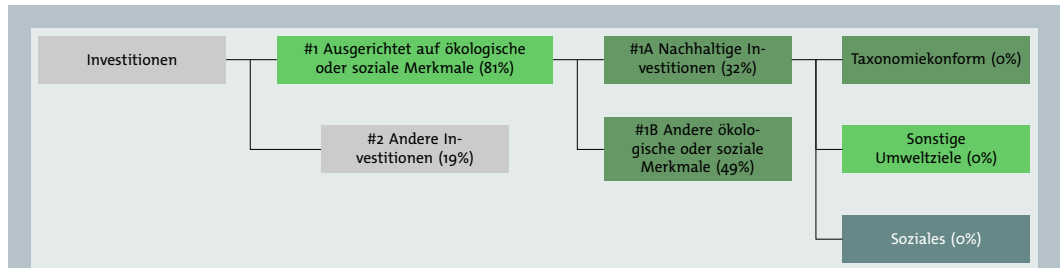 Investitionen
#1 Ausgerichtet auf ökologische
oder soziale Merkmale (81%)
#2 Andere In-
vestitionen (19%)
#1A Nachhaltige In-
vestitionen (32%)
#1B Andere ökolo-
gische oder soziale
Merkmale (49%)
Taxonomiekonform (0%)
Sonstige
Umweltziele (0%)
Soziales (0%)